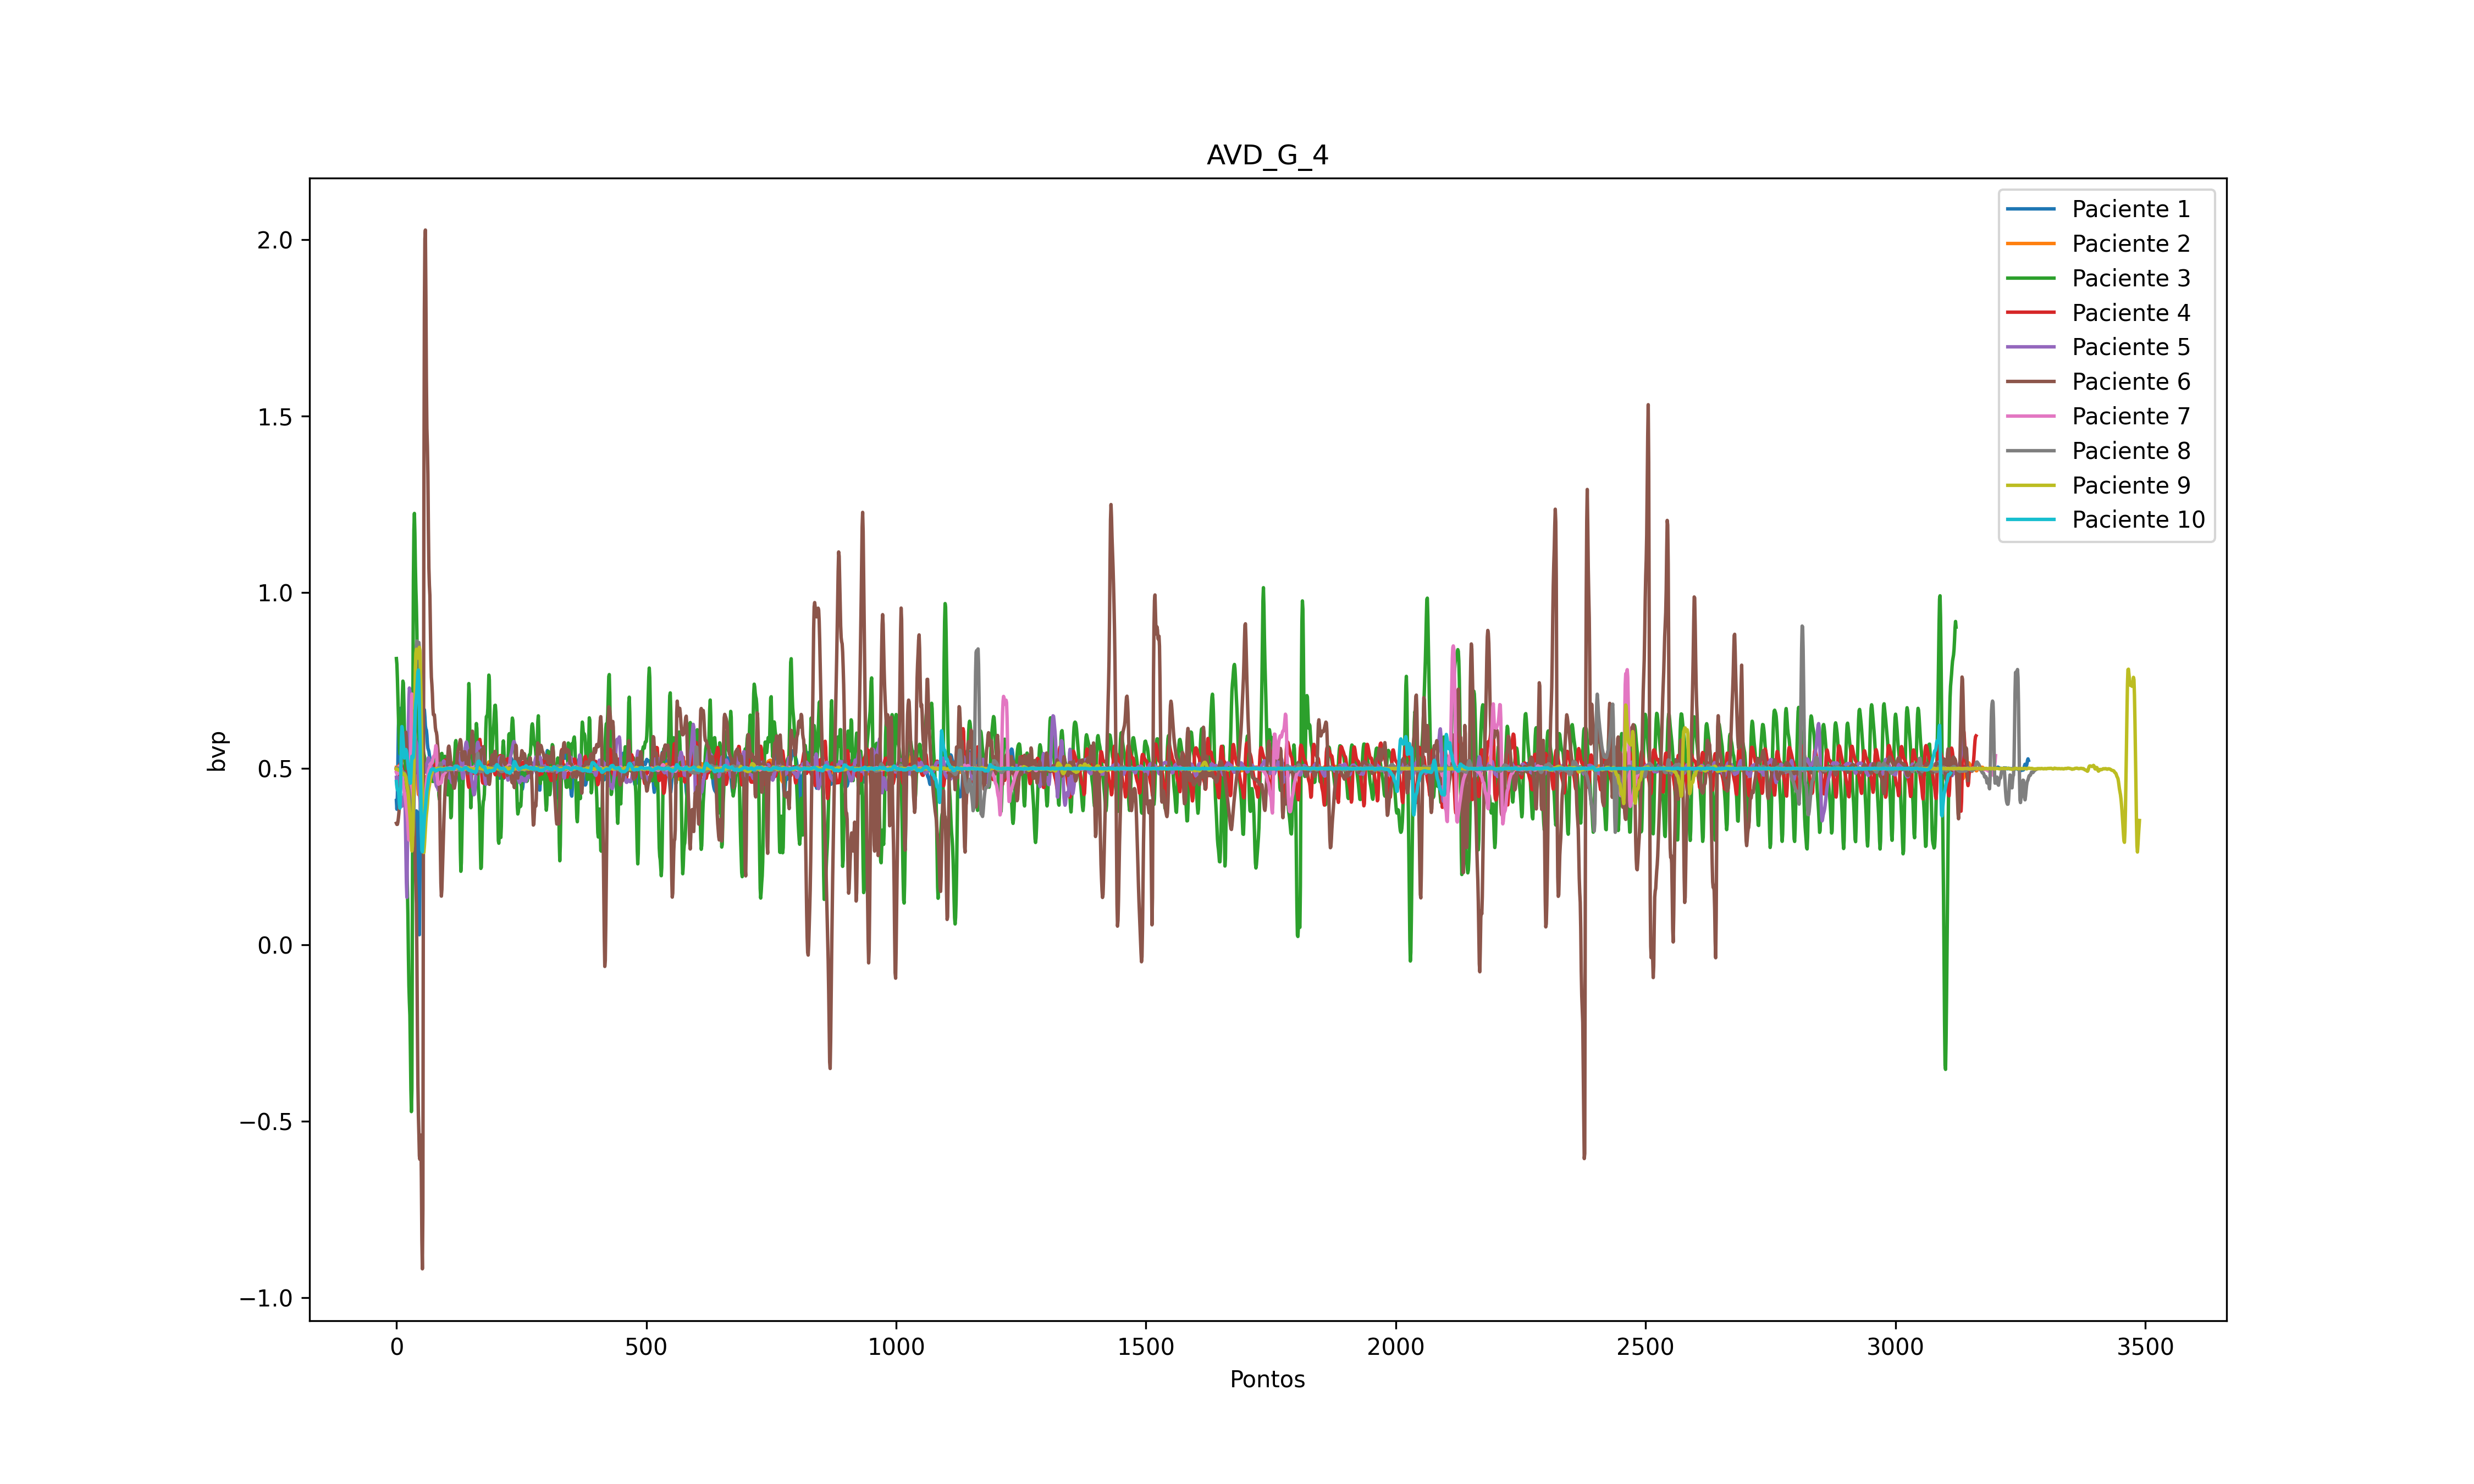 AVD_G_4
Paciente 1
Paciente 2
Paciente 3
Paciente 4
Paciente 5
Paciente 6
Paciente 7
Paciente 8
Paciente 9
Paciente 10
bvp
2.0
1.5
1.0
0.5
0.0
−0.5
−1.0
0 500 1000 1500 2000 2500 3000 3500
Pontos